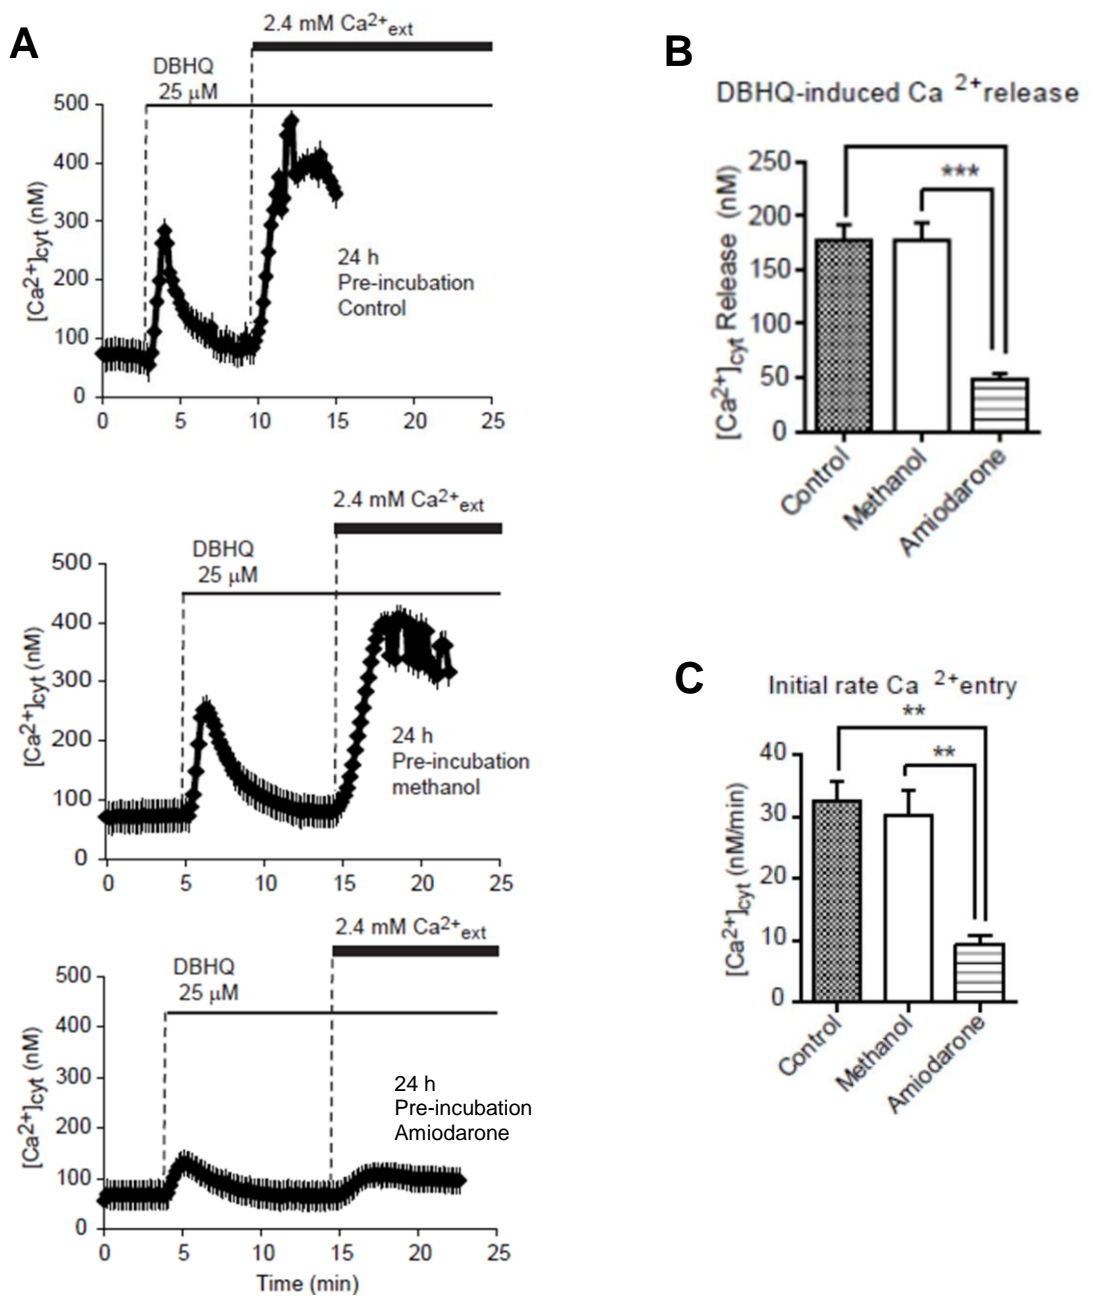 A
2.4 mM Ca2+ext
DBHQ
25 μM
500
400
300
200
100
0
[Ca2+]cyt (nM)
24 h
Pre-incubation
Control
0 5 10 15 20 25
2.4 mM Ca2+ext
DBHQ
25 μM
500
400
300
200
100
0
[Ca2+]cyt (nM)
24 h
Pre-incubation
methanol
0 5 10 15 20 25
2.4 mM Ca2+ext
DBHQ
25 μM
500
400
300
200
100
0
[Ca2+]cyt (nM)
24 h
Pre-incubation
Amiodarone
0 5 10 15 20 25
Time (min)
B
DBHQ-induced Ca 2+release
***
250
200
150
100
50
0
[Ca2+]cyt Release (nM)
Control
Methanol
Amiodarone
C
Initial rate Ca 2+entry
**
**
40
30
20
10
0
[Ca2+]cyt (nM/min)
Control
Methanol
Amiodarone